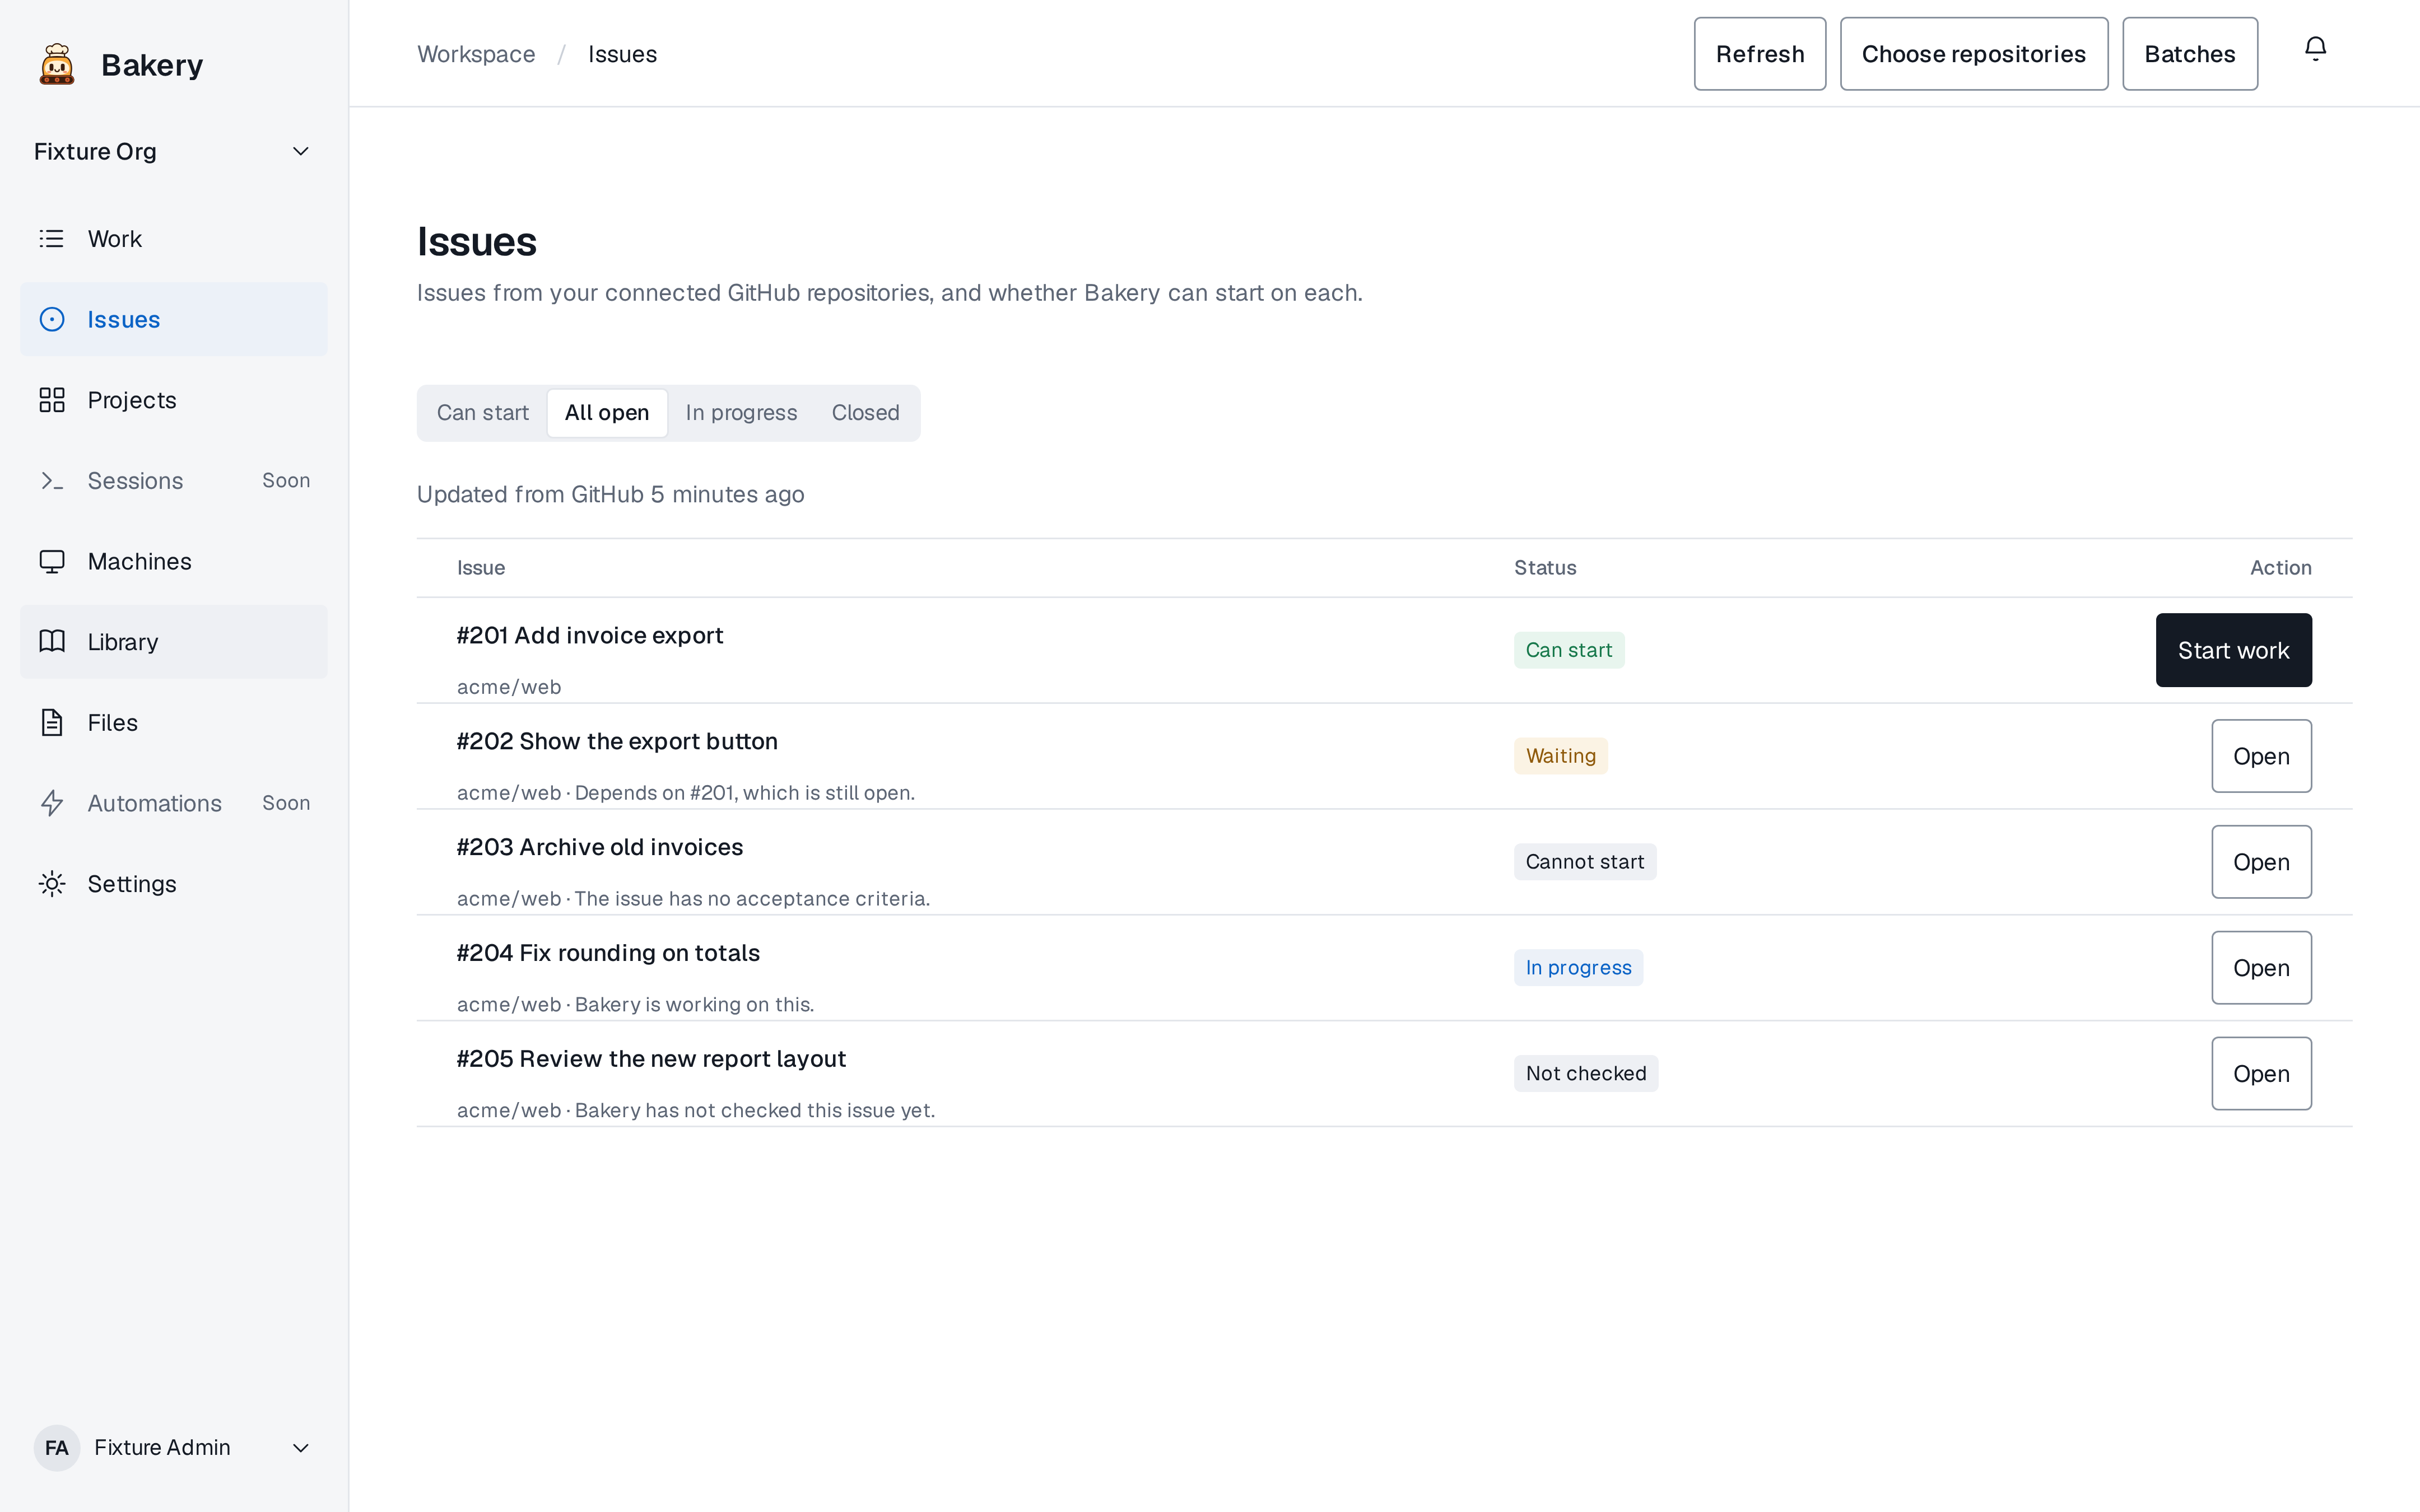 Bakery
Fixture Org
Work
Issues
Projects
Sessions Soon
Machines
Library
Files
Automations Soon
Settings
FA Fixture Admin
Workspace / Issues
Refresh
Choose repositories
Batches
Issues
Issues from your connected GitHub repositories, and whether Bakery can start on each.
Can start All open In progress Closed
Updated from GitHub 5 minutes ago
Issue Status Action
#201 Add invoice export
acme/web
Can start
Start work
#202 Show the export button
acme/web · Depends on #201, which is still open.
Waiting
Open
#203 Archive old invoices
acme/web · The issue has no acceptance criteria.
Cannot start
Open
#204 Fix rounding on totals
acme/web · Bakery is working on this.
In progress
Open
#205 Review the new report layout
acme/web · Bakery has not checked this issue yet.
Not checked
Open